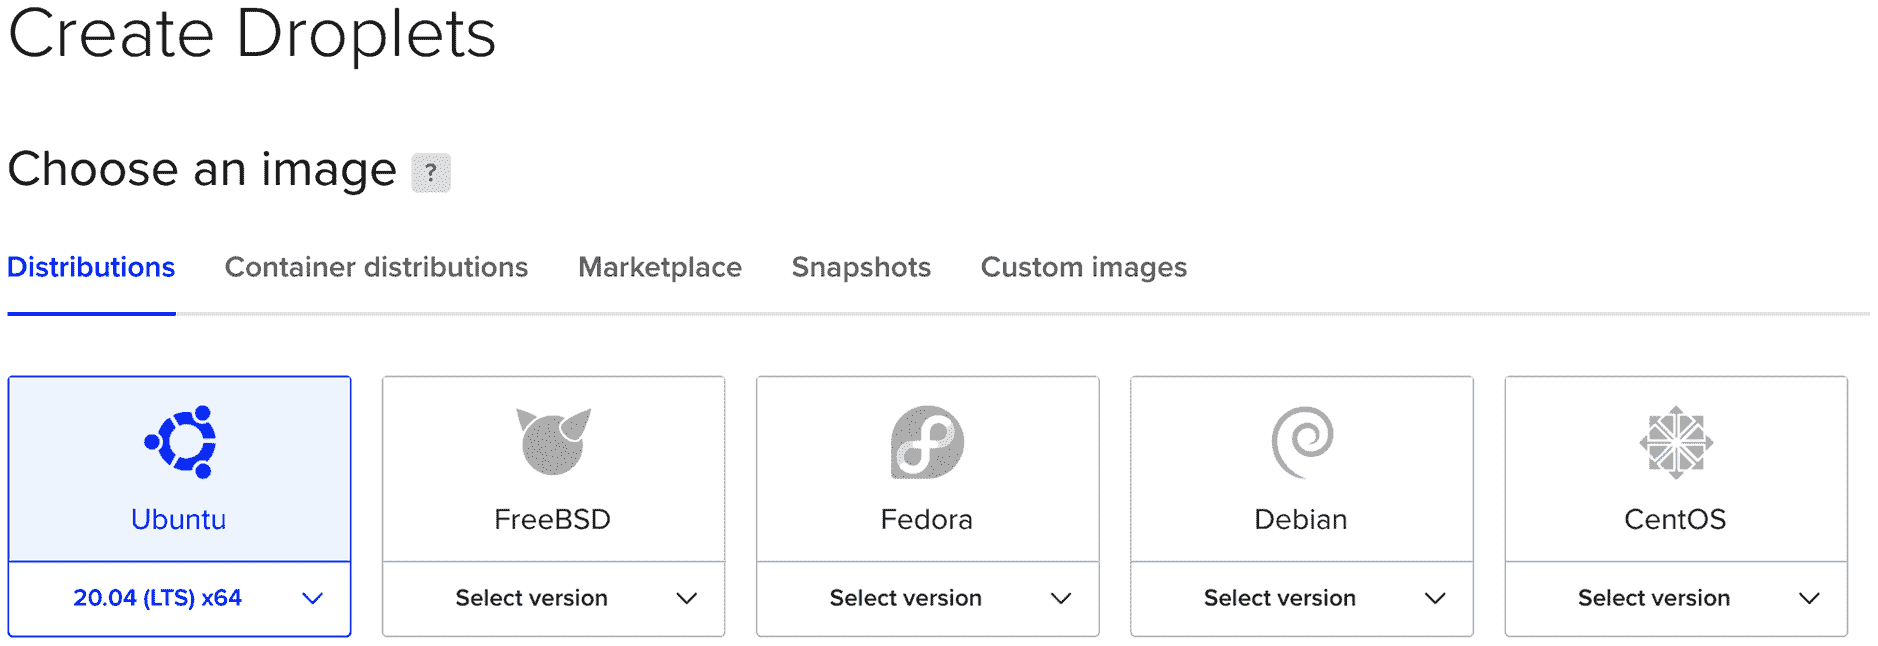 Create Droplets
Choose an image ?
Distributions Container distributions Marketplace Snapshots Custom images
Ubuntu FreeBSD Fedora Debian CentOS
20.04 (LTS) x64 Select version Select version Select version Select version